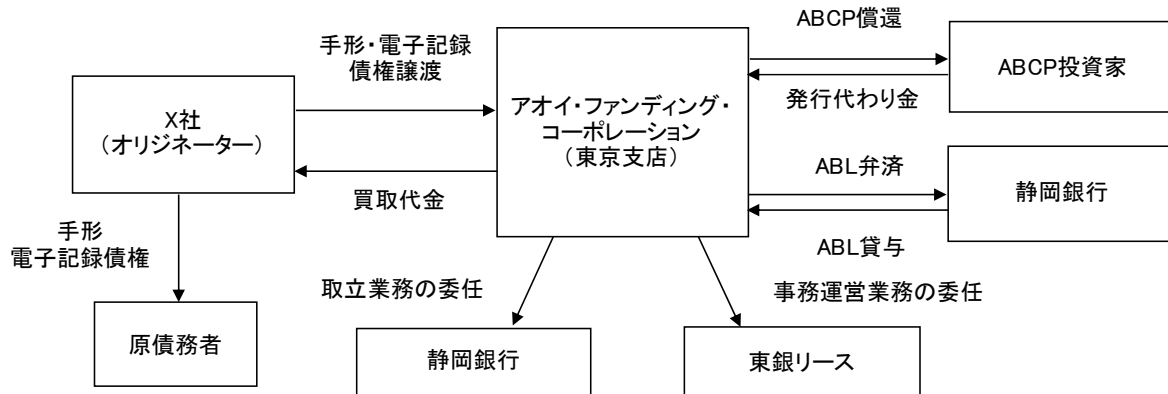 ABCP償還
手形・電子記録
債権譲渡
X社
（オリジネーター）
アオイ・ファンディング・
コーポレーション
（東京支店）
ABCP投資家
発行代わり金
買取代金
ABL弁済
静岡銀行
ABL貸与
手形
電子記録債権
取立業務の委任
事務運営業務の委任
原債務者
静岡銀行
東銀リース